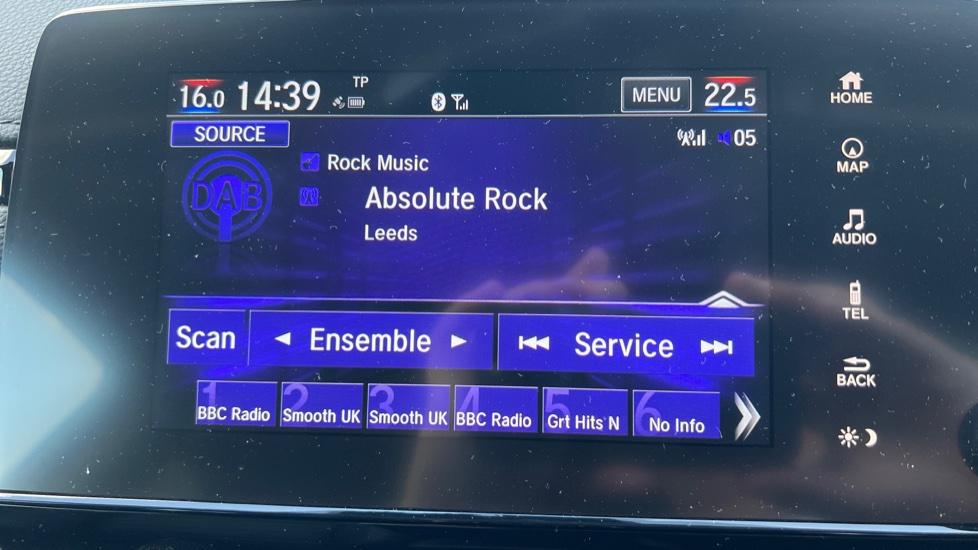 16.0 14:39 TP MENU 22.5
SOURCE 05
DAB
Rock Music
Absolute Rock
Leeds
Scan Ensemble Service
1 2 3 4 5 6
BBC Radio Smooth UK Smooth UK BBC Radio Grt Hits N No Info
HOME
MAP
AUDIO
TEL
BACK